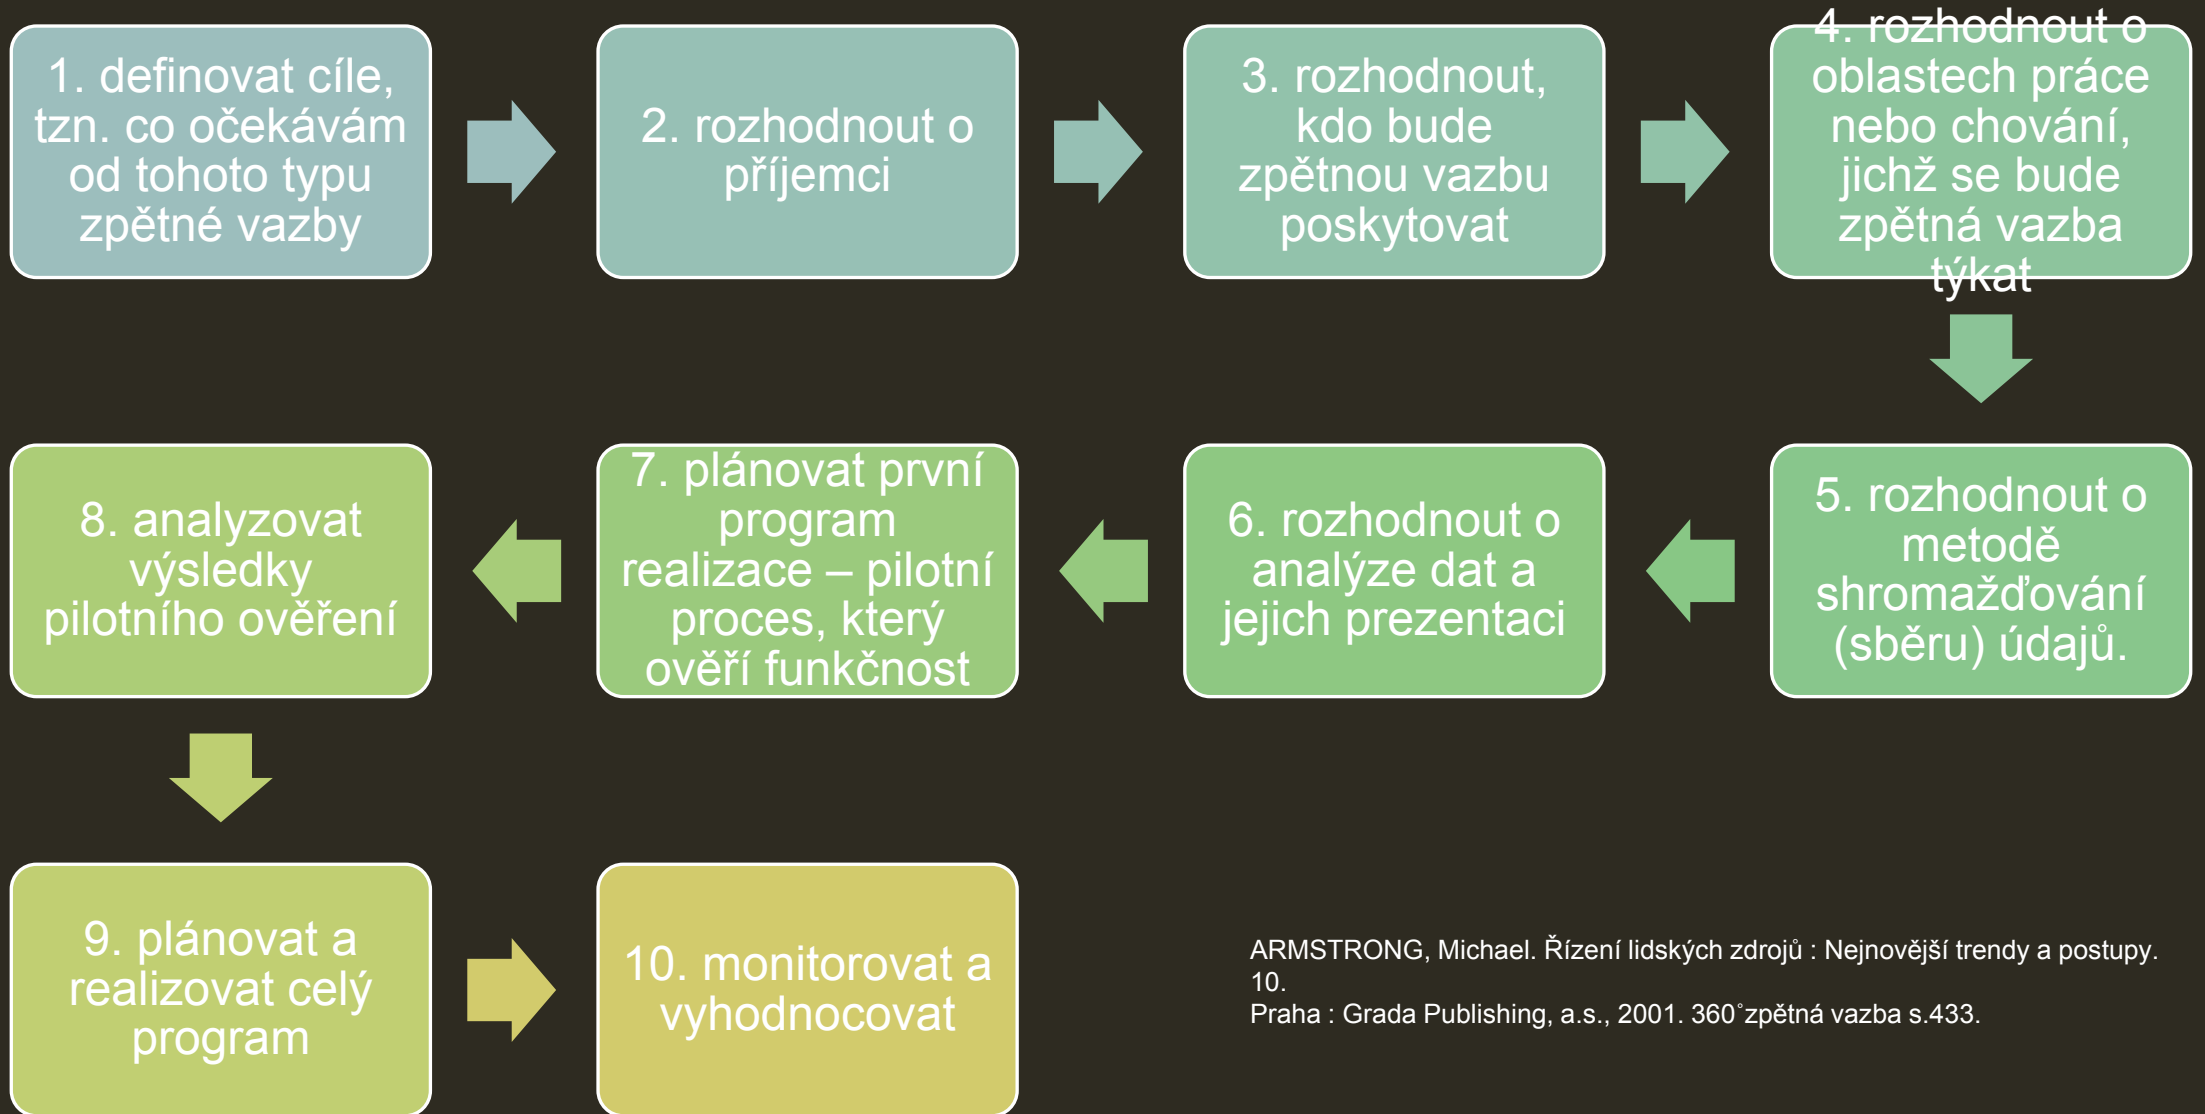 1. definovat cíle,
tzn. co očekávám
od tohoto typu
zpětné vazby
2. rozhodnout o
příjemci
3. rozhodnout,
kdo bude
zpětnou vazbu
poskytovat
4. rozhodnout o
oblastech práce
nebo chování,
jichž se bude
zpětná vazba
týkat
5. rozhodnout o
metodě
shromažďování
(sběru) údajů.
6. rozhodnout o
analýze dat a
jejich prezentaci
7. plánovat první
program
realizace – pilotní
proces, který
ověří funkčnost
8. analyzovat
výsledky
pilotního ověření
9. plánovat a
realizovat celý
program
10. monitorovat a
vyhodnocovat
ARMSTRONG, Michael. Řízení lidských zdrojů : Nejnovější trendy a postupy.
10.
Praha : Grada Publishing, a.s., 2001. 360˚zpětná vazba s.433.